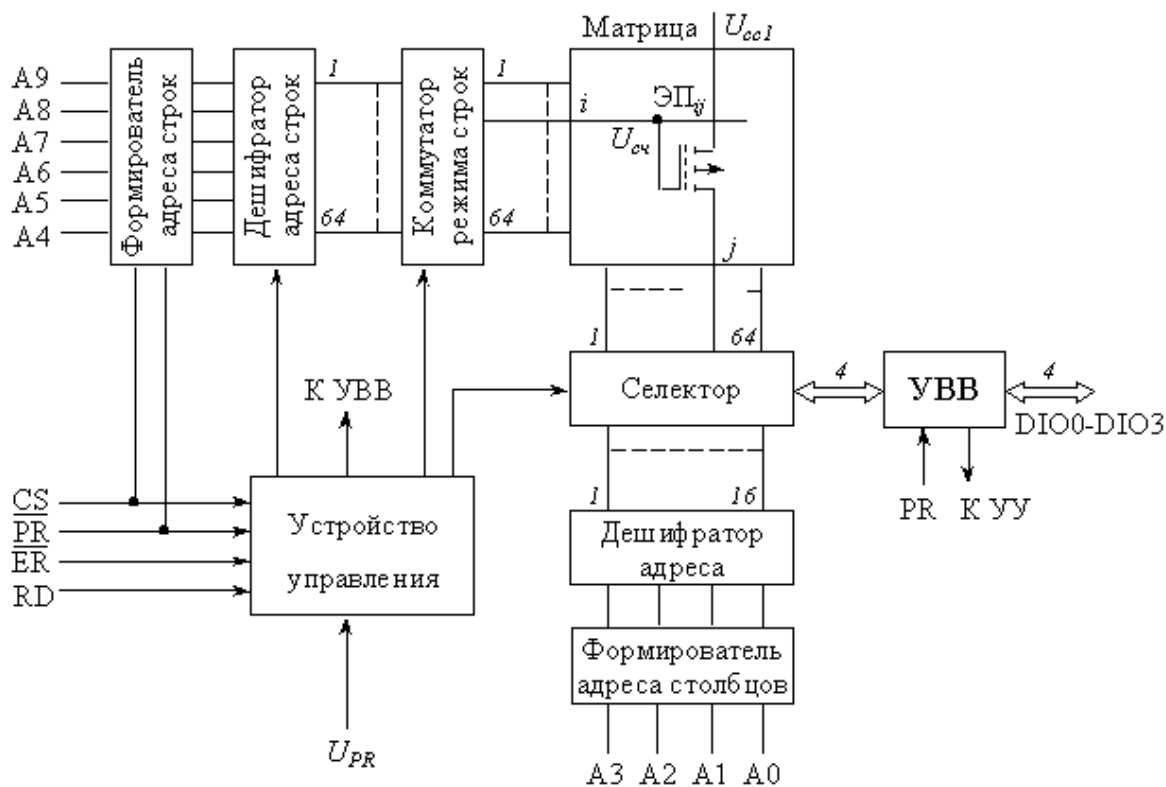 Матрица U_cc1
A9
A8
A7
A6
A5
A4
Формирователь
адреса строк
Дешифратор
адреса строк
1
64
Коммутатор
режима строк
1
i
64
ЭП_ij
U_сч
j
1
64
К УВВ
Селектор
4
УВВ
4
DIO0-DIO3
PR
К УУ
CS
PR
ER
RD
Устройство
управления
U_PR
1
16
Дешифратор
адреса
Формирователь
адреса столбцов
A3 A2 A1 A0